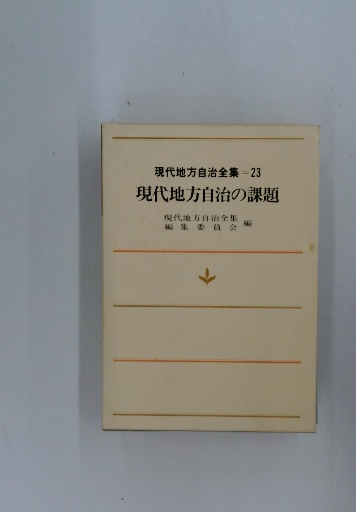 現代地方自治全集=23
現代地方自治の課題
現代地方自治全集
編集委員会 編